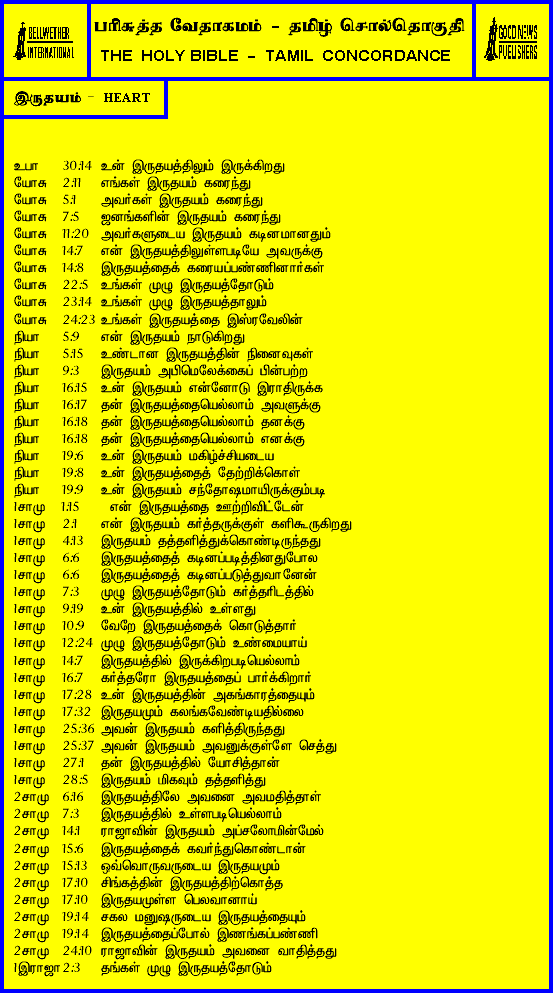 BELLWETHER
INTERNATIONAL
பரிசுத்த வேதாகமம் - தமிழ் சொல்தொகுதி
THE HOLY BIBLE - TAMIL CONCORDANCE
GOOD NEWS
PUBLISHERS
இருதயம் - HEART
உபா 30:14 உன் இருதயத்திலும் இருக்கிறது
யோசு 2:11 எங்கள் இருதயம் கரைந்து
யோசு 5:1 அவர்கள் இருதயம் கரைந்து
யோசு 7:5 ஜனங்களின் இருதயம் கரைந்து
யோசு 11:20 அவர்களுடைய இருதயம் கடினமானதும்
யோசு 14:7 என் இருதயத்திலுள்ளபடியே அவருக்கு
யோசு 14:8 இருதயத்தைக் கரையப்பண்ணினார்கள்
யோசு 22:5 உங்கள் முழு இருதயத்தோடும்
யோசு 23:14 உங்கள் முழு இருதயத்தாலும்
யோசு 24:23 உங்கள் இருதயத்தை இஸ்ரவேலின்
நியா 5:9 என் இருதயம் நாடுகிறது
நியா 5:15 உண்டான இருதயத்தின் நினைவுகள்
நியா 9:3 இருதயம் அபிமெலேக்கைப் பின்பற்ற
நியா 16:15 உன் இருதயம் என்னோடு இராதிருக்க
நியா 16:17 தன் இருதயத்தையெல்லாம் அவளுக்கு
நியா 16:18 தன் இருதயத்தையெல்லாம் தனக்கு
நியா 16:18 தன் இருதயத்தையெல்லாம் எனக்கு
நியா 19:6 உன் இருதயம் மகிழ்ச்சியடைய
நியா 19:8 உன் இருதயத்தைத் தேற்றிக்கொள்
நியா 19:9 உன் இருதயம் சந்தோஷமாயிருக்கும்படி
1சாமு 1:15 என் இருதயத்தை ஊற்றிவிட்டேன்
1சாமு 2:1 என் இருதயம் கர்த்தருக்குள் களிகூருகிறது
1சாமு 4:13 இருதயம் தத்தளித்துக்கொண்டிருந்தது
1சாமு 6:6 இருதயத்தைக் கடினப்படித்தினதுபோல
1சாமு 6:6 இருதயத்தைக் கடினப்படுத்துவானேன்
1சாமு 7:3 முழு இருதயத்தோடும் கர்த்தரிடத்தில்
1சாமு 9:19 உன் இருதயத்தில் உள்ளது
1சாமு 10:9 வேறே இருதயத்தைக் கொடுத்தார்
1சாமு 12:24 முழு இருதயத்தோடும் உண்மையாய்
1சாமு 14:7 இருதயத்தில் இருக்கிறபடியெல்லாம்
1சாமு 16:7 கர்த்தரோ இருதயத்தைப் பார்க்கிறார்
1சாமு 17:28 உன் இருதயத்தின் அகங்காரத்தையும்
1சாமு 17:32 இருதயமும் கலங்கவேண்டியதில்லை
1சாமு 25:36 அவன் இருதயம் களித்திருந்தது
1சாமு 25:37 அவன் இருதயம் அவனுக்குள்ளே செத்து
1சாமு 27:1 தன் இருதயத்தில் யோசித்தான்
1சாமு 28:5 இருதயம் மிகவும் தத்தளித்து
2சாமு 6:16 இருதயத்திலே அவனை அவமதித்தாள்
2சாமு 7:3 இருதயத்தில் உள்ளபடியெல்லாம்
2சாமு 14:1 ராஜாவின் இருதயம் அப்சலோமின்மேல்
2சாமு 15:6 இருதயத்தைக் கவர்ந்துகொண்டான்
2சாமு 15:13 ஒவ்வொருவருடைய இருதயமும்
2சாமு 17:10 சிங்கத்தின் இருதயத்திற்கொத்த
2சாமு 17:10 இருதயமுள்ள பெலவானாய்
2சாமு 19:14 சகல மனுஷருடைய இருதயத்தையும்
2சாமு 19:14 இருதயத்தைப்போல் இணங்கப்பண்ணி
2சாமு 24:10 ராஜாவின் இருதயம் அவனை வாதித்தது
1இராஜா 2:3 தங்கள் முழு இருதயத்தோடும்